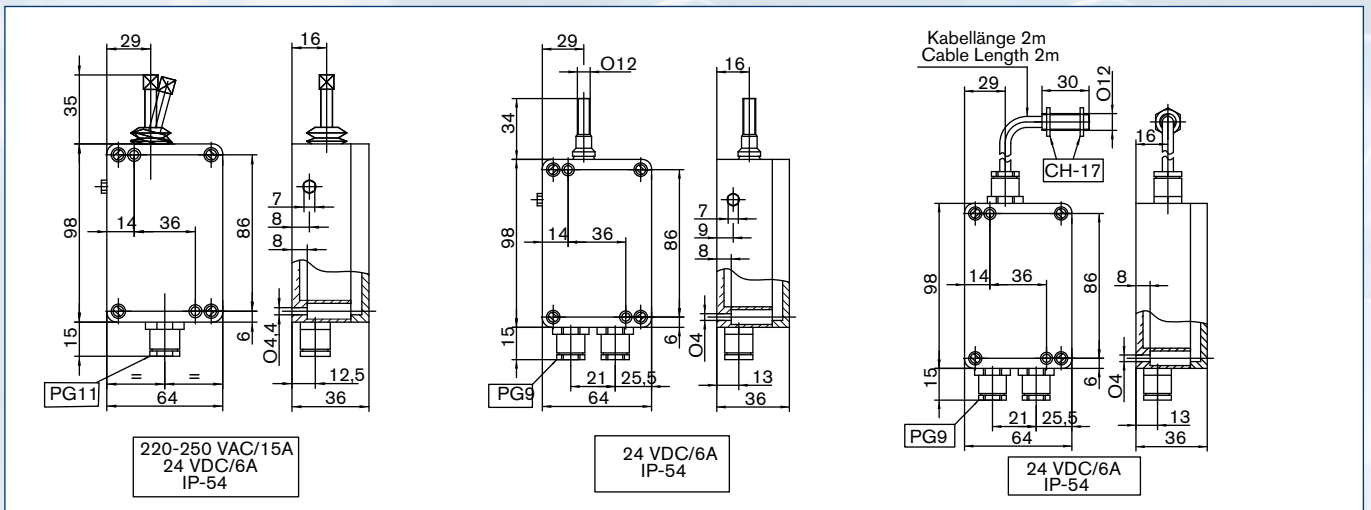 29
16
35
98
14
36
86
7
8
8
O4,4
15
6
PG11
=
=
64
12,5
36
220-250 VAC/15A
24 VDC/6A
IP-54
29
O12
16
34
98
14
36
86
7
9
8
O4
15
6
PG9
21
25,5
64
13
36
24 VDC/6A
IP-54
Kabellänge 2m
Cable Length 2m
29
30
O12
16
CH-17
98
14
36
86
8
O4
15
6
PG9
21
25,5
64
13
36
24 VDC/6A
IP-54